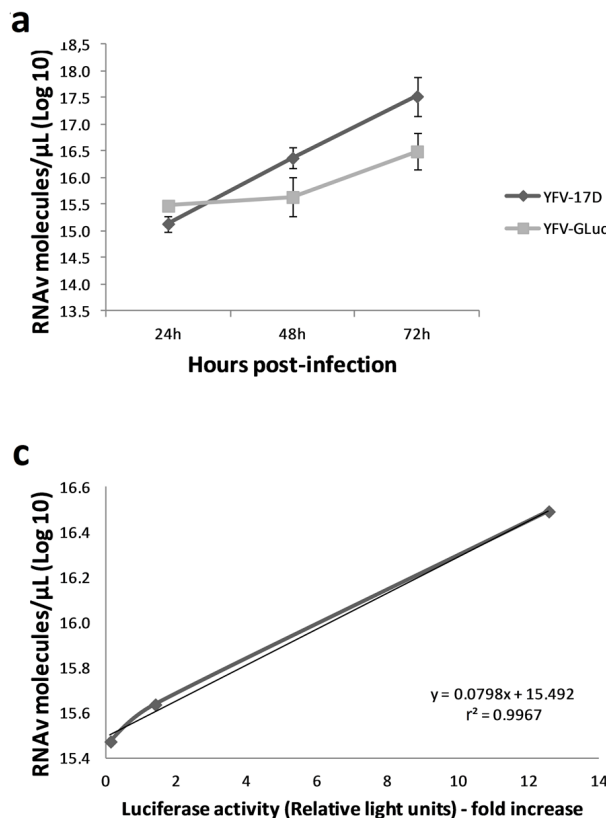 a
RNAv molecules/µL (Log 10)
18,5
18.0
17.5
17.0
16.5
16.0
15.5
15.0
14.5
14.0
13.5
24h 48h 72h
Hours post-infection
YFV-17D
YFV-GLuc
c
RNAv molecules/µL (Log 10)
16.6
16.4
16.2
16.0
15.8
15.6
15.4
y = 0.0798x + 15.492
r² = 0.9967
0 2 4 6 8 10 12 14
Luciferase activity (Relative light units) - fold increase